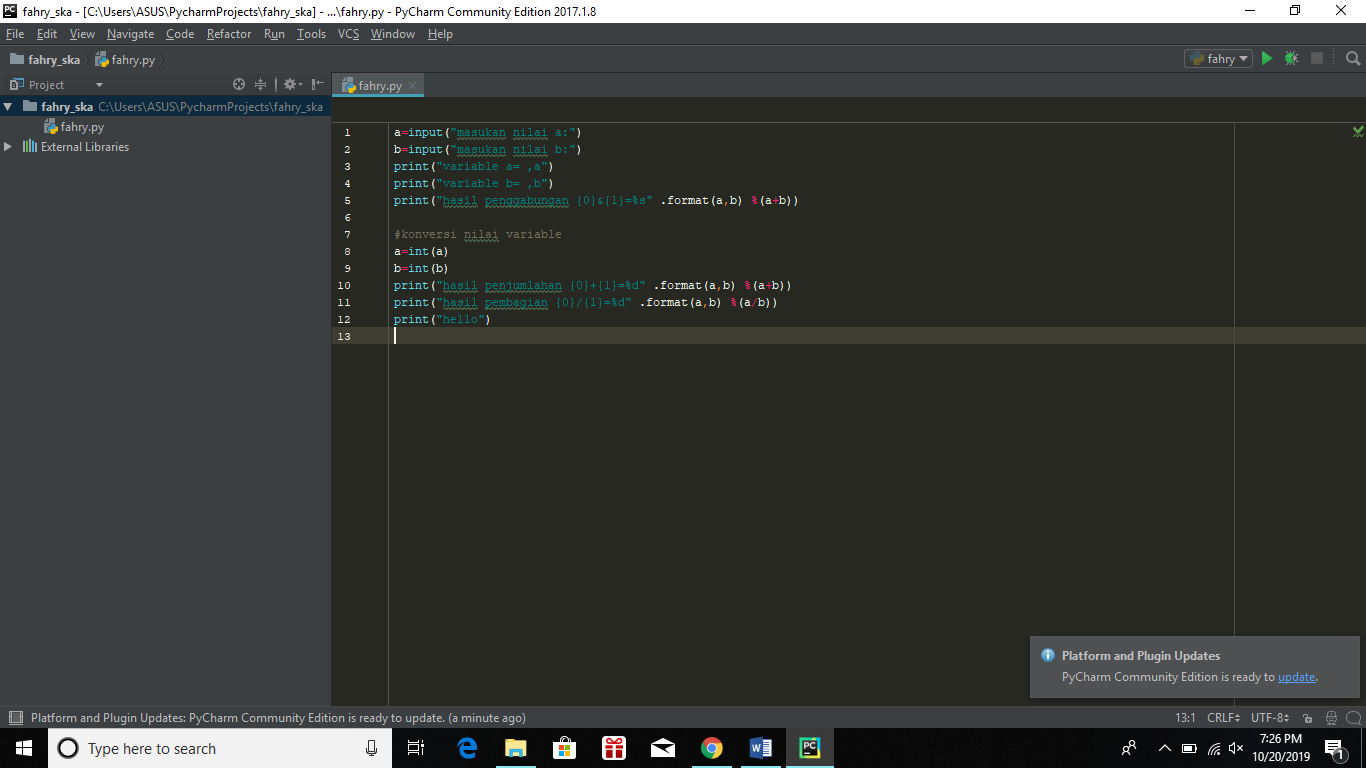 fahry_ska - [C:\Users\ASUS\PycharmProjects\fahry_ska] - ...\fahry.py - PyCharm Community Edition 2017.1.8
File Edit View Navigate Code Refactor Run Tools VCS Window Help
fahry_ska fahry.py fahry
Project
fahry.py
fahry_ska C:\Users\ASUS\PycharmProjects\fahry_ska
fahry.py
External Libraries
1 a=input("masukan nilai a:")
2 b=input("masukan nilai b:")
3 print("variable a= ,a")
4 print("variable b= ,b")
5 print("hasil penggabungan {0}&{1}=%s" .format(a,b) %(a+b))
6
7 #konversi nilai variable
8 a=int(a)
9 b=int(b)
10 print("hasil penjumlahan {0}+{1}=%d" .format(a,b) %(a+b))
11 print("hasil pembagian {0}/{1}=%d" .format(a,b) %(a/b))
12 print("hello")
13
Platform and Plugin Updates
PyCharm Community Edition is ready to update.
Platform and Plugin Updates: PyCharm Community Edition is ready to update. (a minute ago) 13:1 CRLF UTF-8
Type here to search
7:26 PM
10/20/2019
1